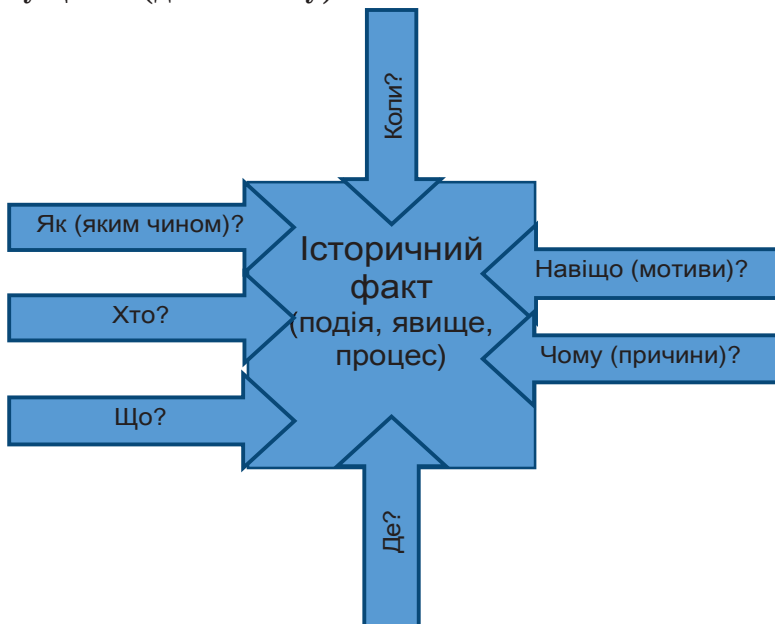 Коли?
Як (яким чином)?
Хто?
Що?
Історичний
факт
(подія, явище,
процес)
Навіщо (мотиви)?
Чому (причини)?
Де?